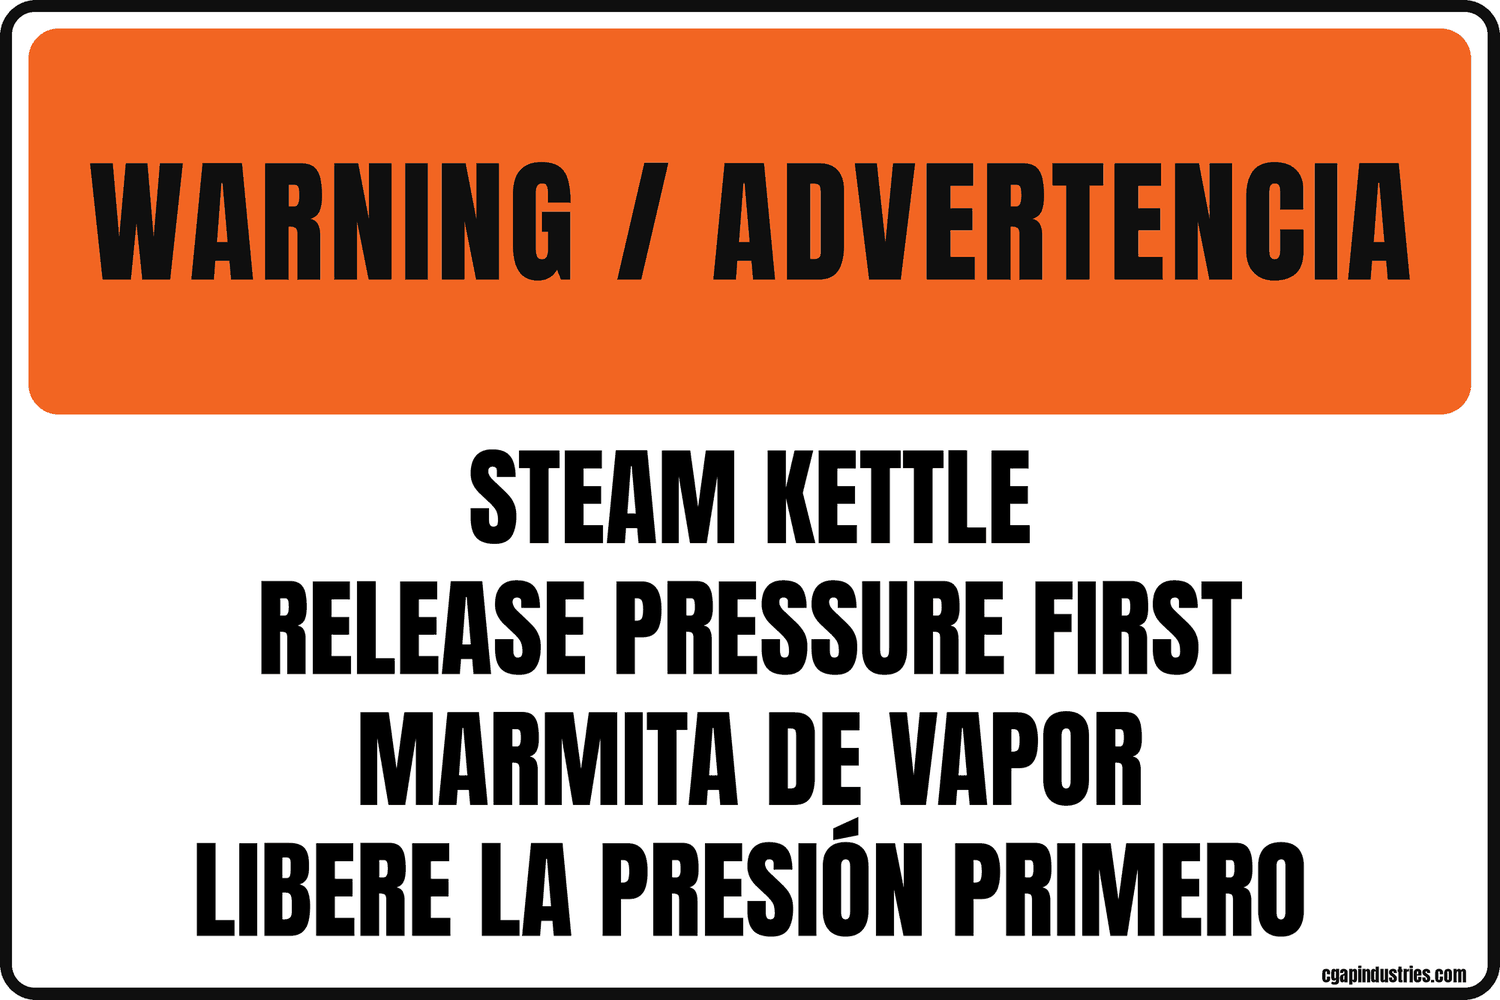 WARNING / ADVERTENCIA
STEAM KETTLE
RELEASE PRESSURE FIRST
MARMITA DE VAPOR
LIBERE LA PRESIÓN PRIMERO
cgapindustries.com